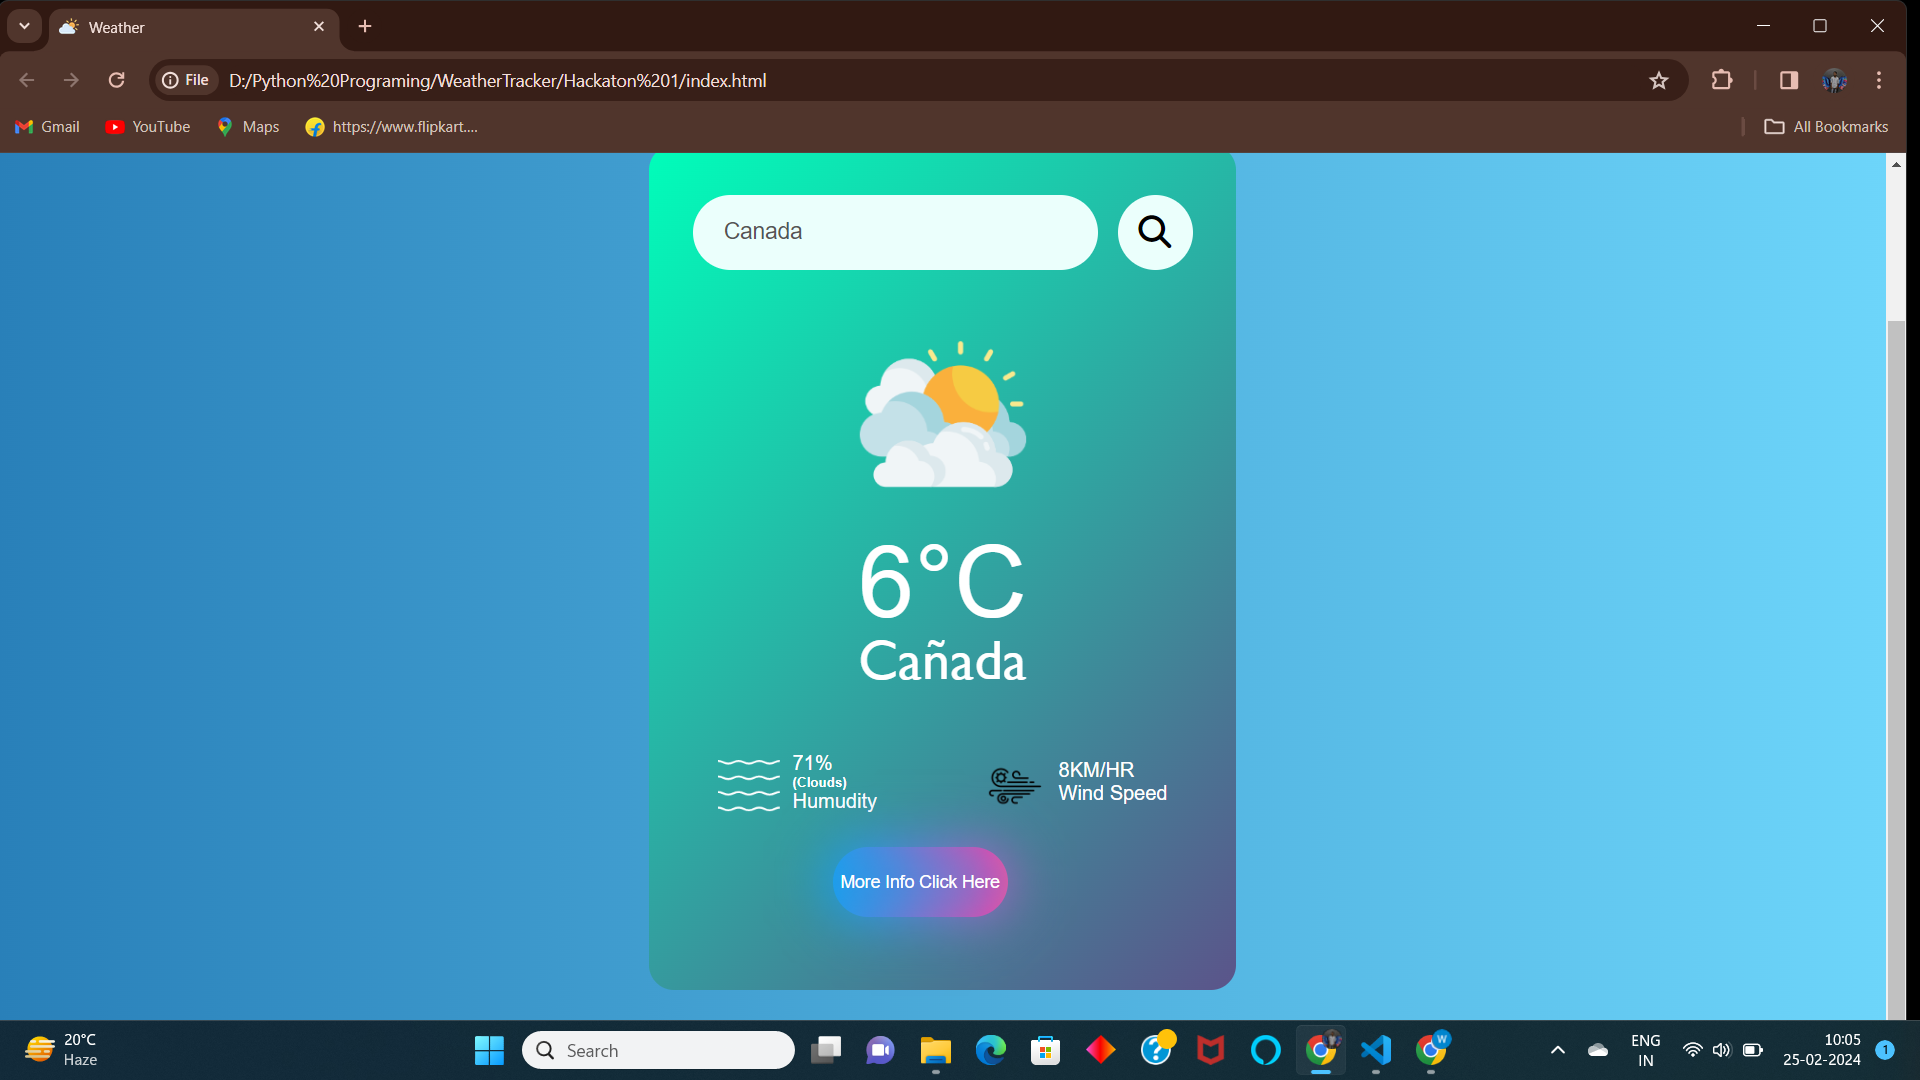 Weather
File
D:/Python%20Programing/WeatherTracker/Hackaton%201/index.html
Gmail
YouTube
Maps
https://www.flipkart....
All Bookmarks
Canada
6°C
Cañada
71%
(Clouds)
Humudity
8KM/HR
Wind Speed
More Info Click Here
20°C
Haze
Search
W
ENG
IN
10:05
25-02-2024
1